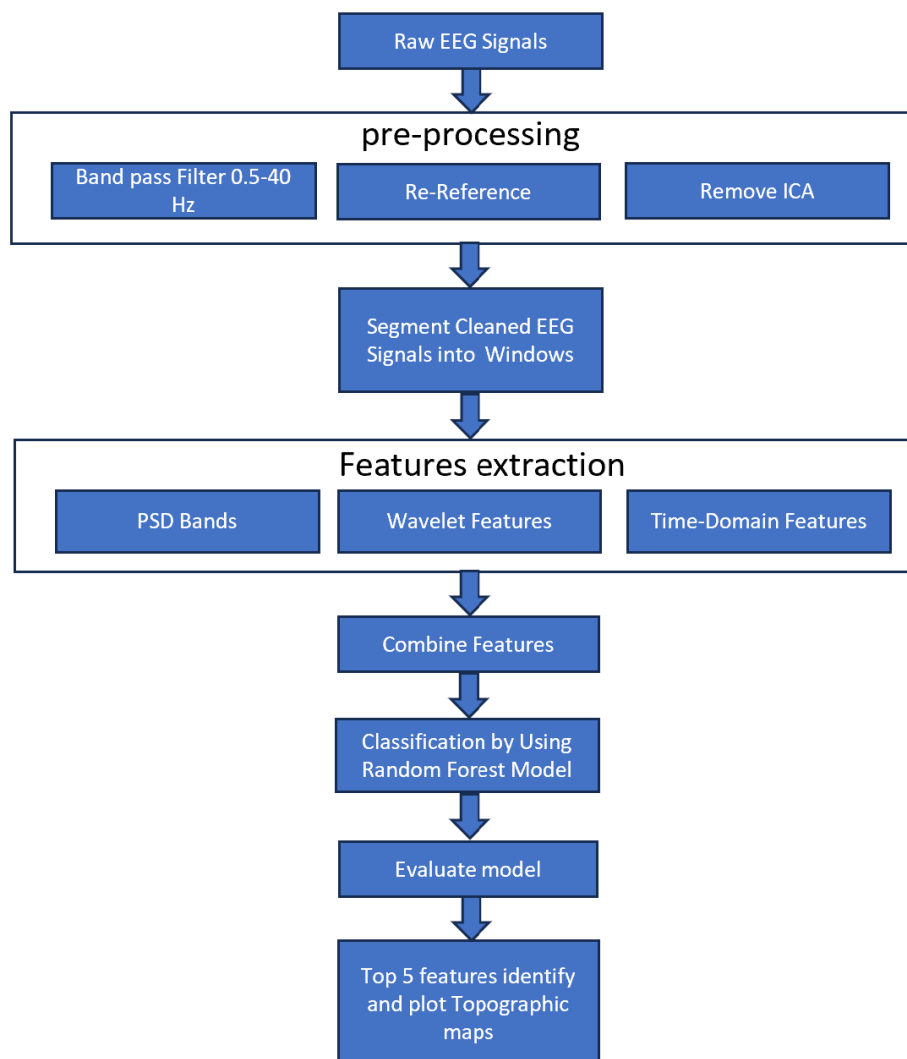 Raw EEG Signals
pre-processing
Band pass Filter 0.5-40
Hz
Re-Reference
Remove ICA
Segment Cleaned EEG
Signals into Windows
Features extraction
PSD Bands
Wavelet Features
Time-Domain Features
Combine Features
Classification by Using
Random Forest Model
Evaluate model
Top 5 features identify
and plot Topographic
maps